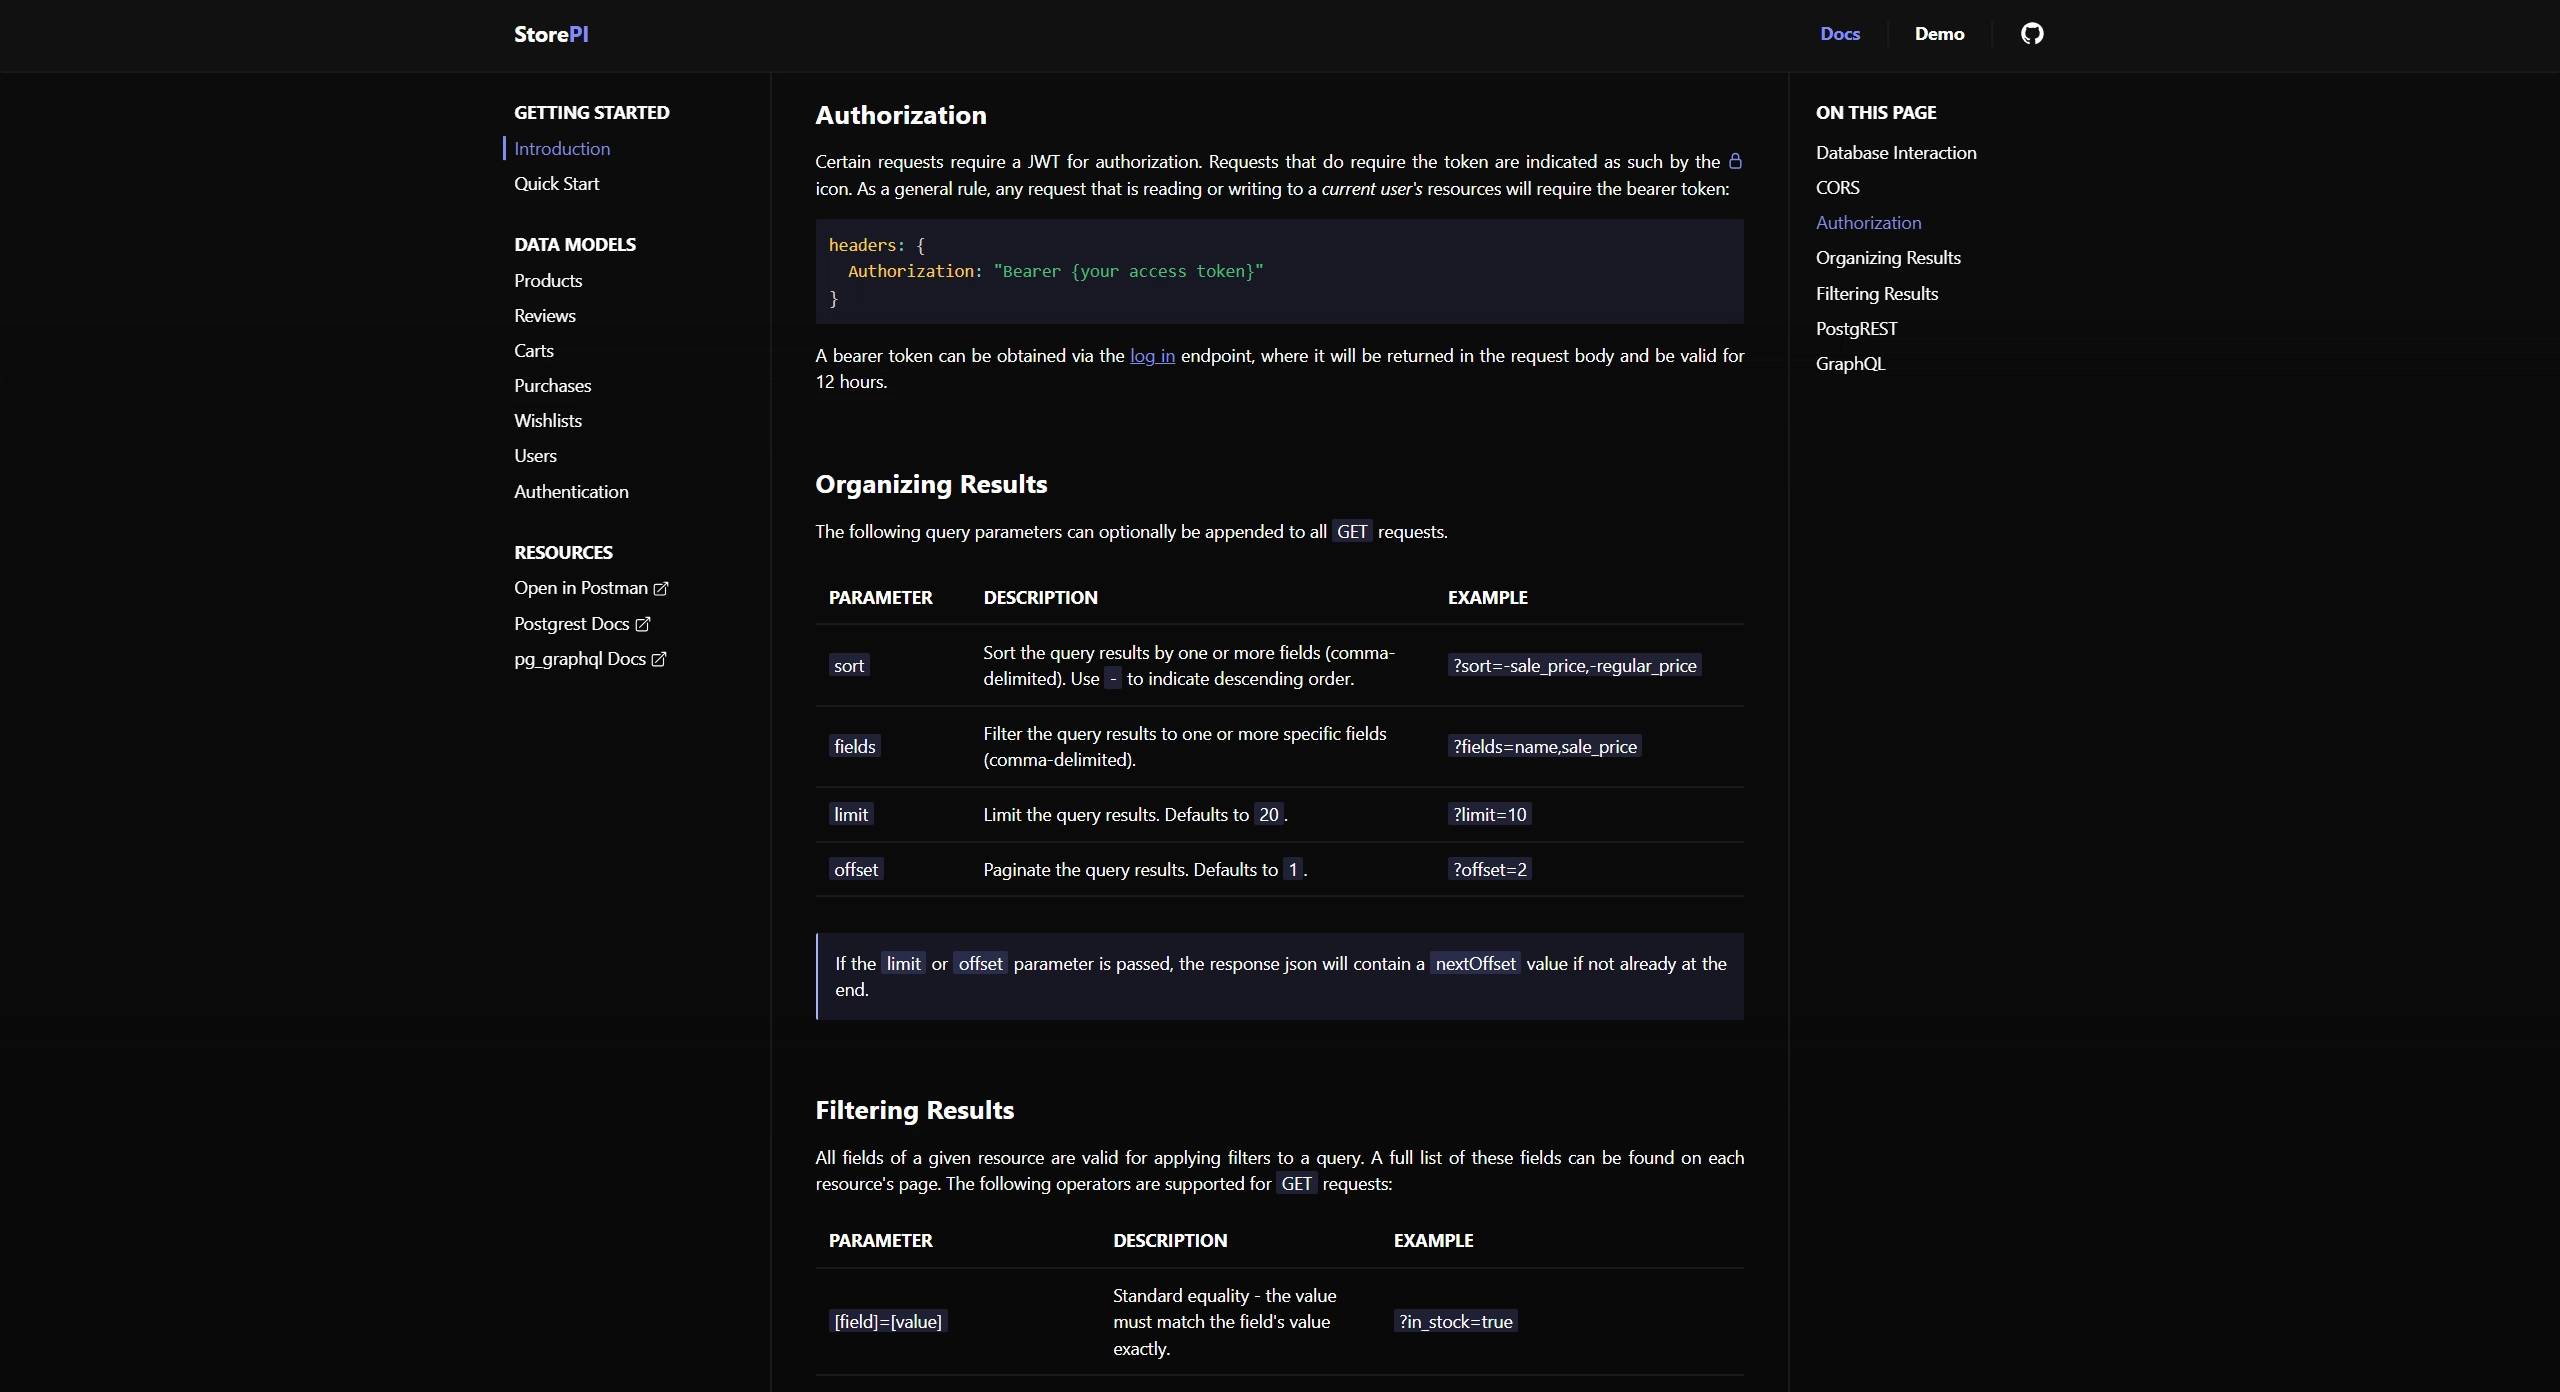 StorePI
Docs
Demo
GETTING STARTED
Introduction
Quick Start
DATA MODELS
Products
Reviews
Carts
Purchases
Wishlists
Users
Authentication
RESOURCES
Open in Postman
Postgrest Docs
pg_graphql Docs
Authorization
Certain requests require a JWT for authorization. Requests that do require the token are indicated as such by the
icon. As a general rule, any request that is reading or writing to a current user's resources will require the bearer token:
headers: {
Authorization: "Bearer {your access token}"
}
A bearer token can be obtained via the log in endpoint, where it will be returned in the request body and be valid for
12 hours.
Organizing Results
The following query parameters can optionally be appended to all GET requests.
PARAMETER DESCRIPTION EXAMPLE
sort
Sort the query results by one or more fields (comma-
delimited). Use - to indicate descending order.
?sort=-sale_price,-regular_price
fields
Filter the query results to one or more specific fields
(comma-delimited).
?fields=name,sale_price
limit Limit the query results. Defaults to 20. ?limit=10
offset Paginate the query results. Defaults to 1. ?offset=2
If the limit or offset parameter is passed, the response json will contain a nextOffset value if not already at the
end.
Filtering Results
All fields of a given resource are valid for applying filters to a query. A full list of these fields can be found on each
resource's page. The following operators are supported for GET requests:
PARAMETER DESCRIPTION EXAMPLE
[field]=[value]
Standard equality - the value
must match the field's value
exactly.
?in_stock=true
ON THIS PAGE
Database Interaction
CORS
Authorization
Organizing Results
Filtering Results
PostgREST
GraphQL